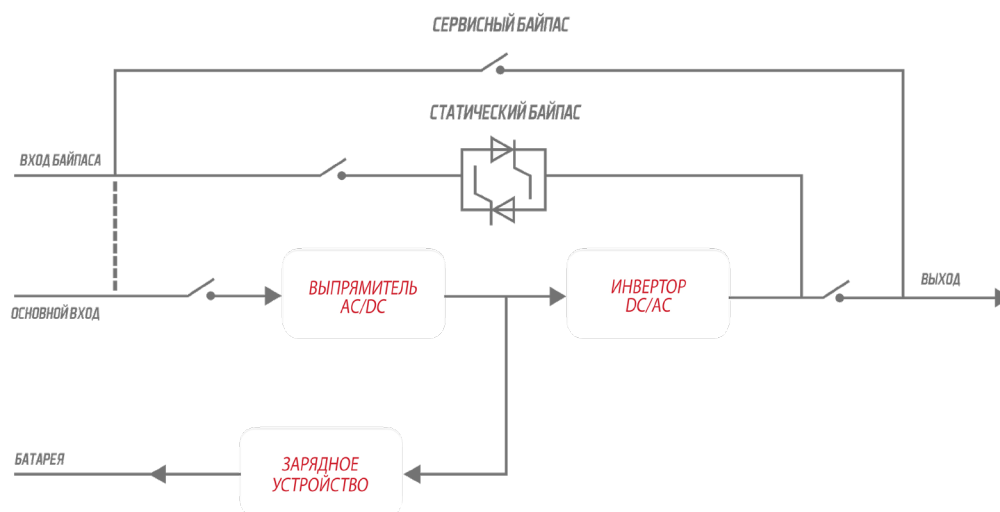 СЕРВИСНЫЙ БАЙПАС
СТАТИЧЕСКИЙ БАЙПАС
ВХОД БАЙПАСА
ВЫПРЯМИТЕЛЬ
AC/DC
ИНВЕРТОР
DC/AC
ВЫХОД
ОСНОВНОЙ ВХОД
БАТАРЕЯ
ЗАРЯДНОЕ
УСТРОЙСТВО